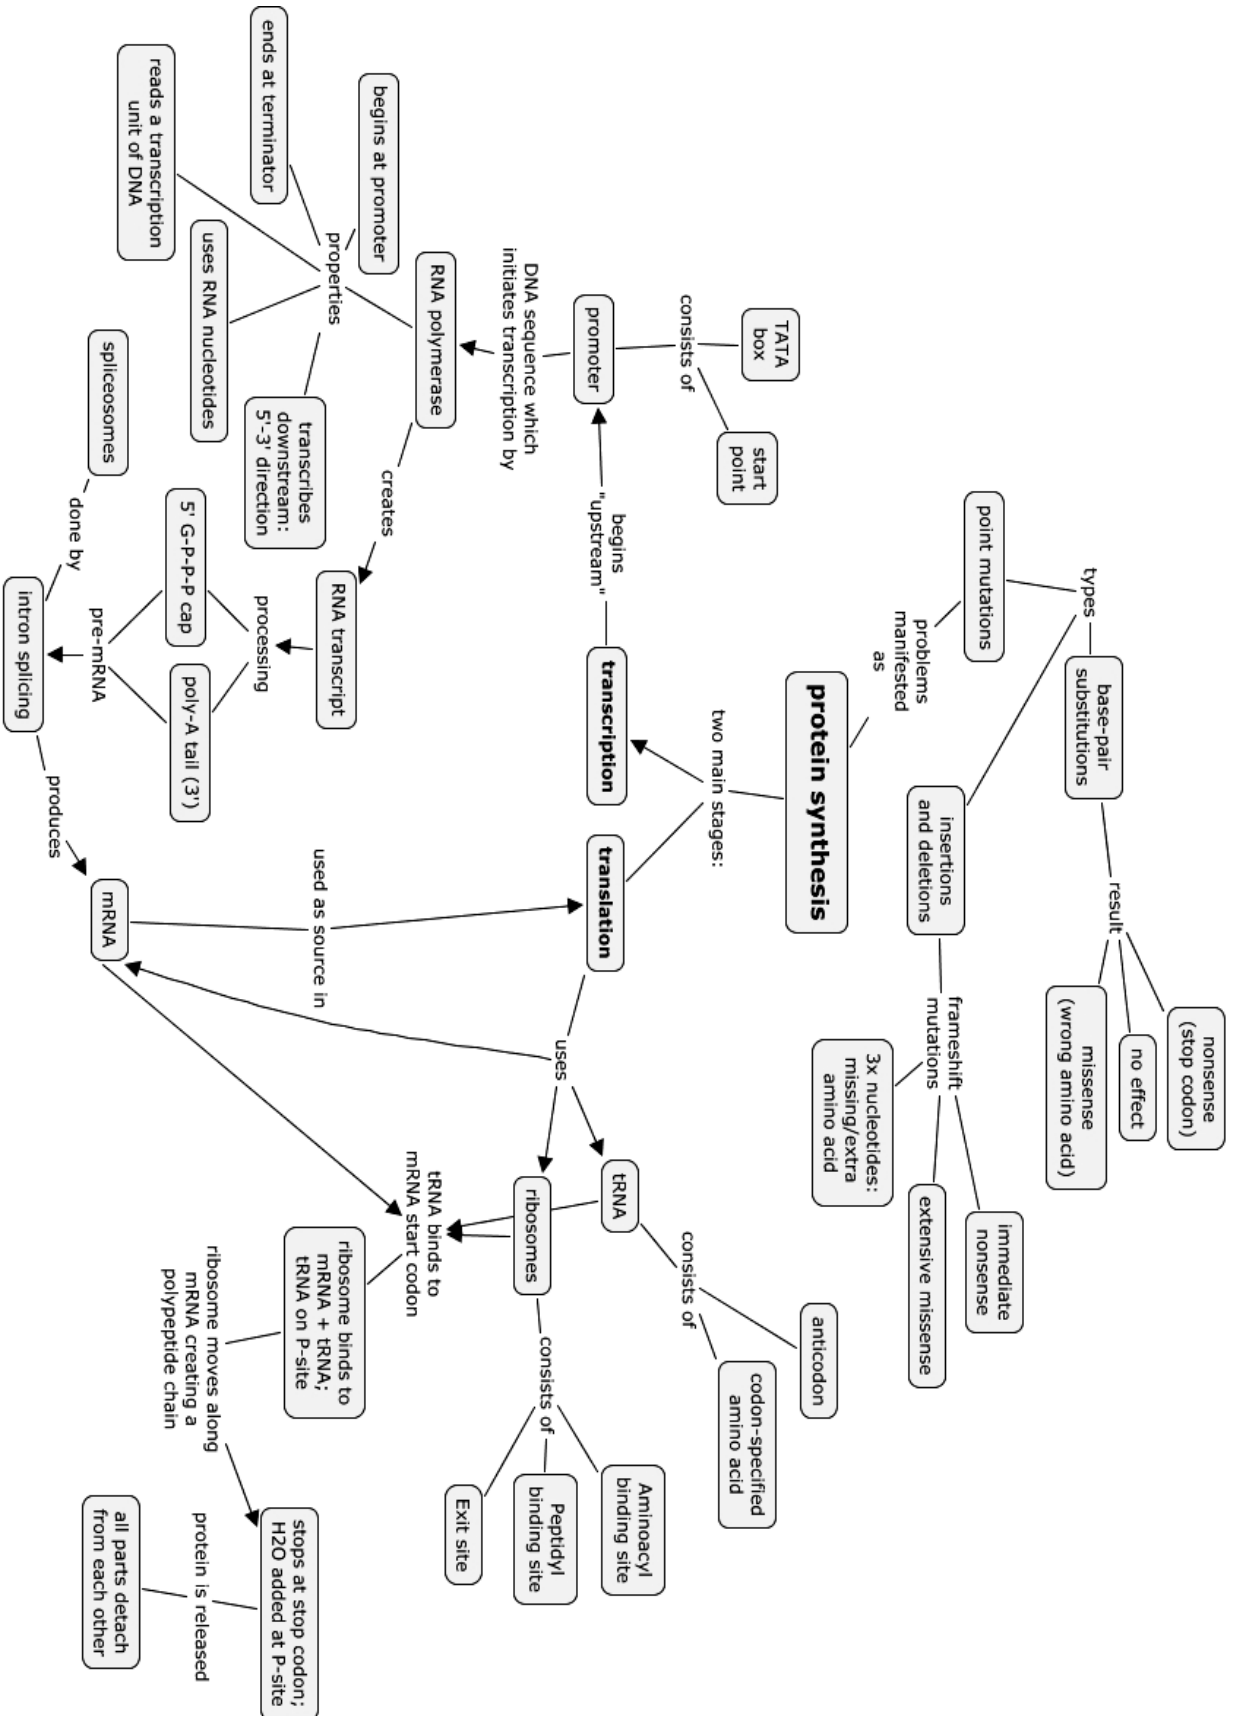 nonsense
(stop codon)
no effect
missense
(wrong amino acid)
result
base-pair
substitutions
types
point mutations
immediate
nonsense
extensive missense
frameshift
mutations
insertions
and deletions
3x nucleotides:
missing/extra
amino acid
problems
manifested
as
protein synthesis
two main stages:
TATA
box
start
point
consists of
promoter
begins
"upstream"
transcription
translation
DNA sequence which
initiates transcription by
RNA polymerase
begins at promoter
ends at terminator
reads a transcription
unit of DNA
properties
uses RNA nucleotides
transcribes
downstream:
5'-3' direction
creates
RNA transcript
processing
5' G-P-P-P cap
poly-A tail (3')
pre-mRNA
spliceosomes
done by
intron splicing
produces
mRNA
used as source in
uses
tRNA
consists of
anticodon
codon-specified
amino acid
ribosomes
consists of
Aminoacyl
binding site
Peptidyl
binding site
Exit site
tRNA binds to
mRNA start codon
ribosome binds to
mRNA + tRNA;
tRNA on P-site
ribosome moves along
mRNA creating a
polypeptide chain
stops at stop codon;
H2O added at P-site
protein is released
all parts detach
from each other